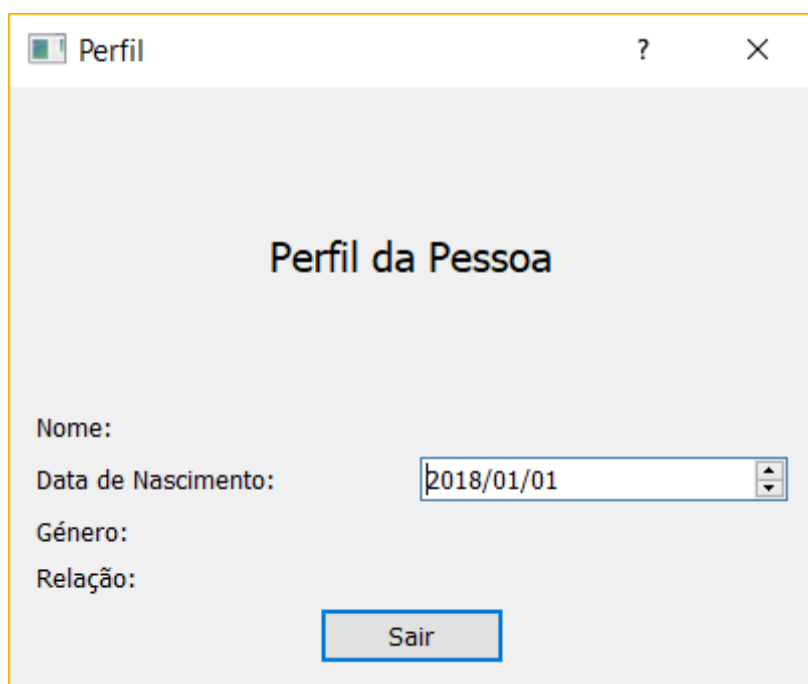 Perfil ?
Perfil da Pessoa
Nome:
Data de Nascimento: 2018/01/01
Género:
Relação:
Sair